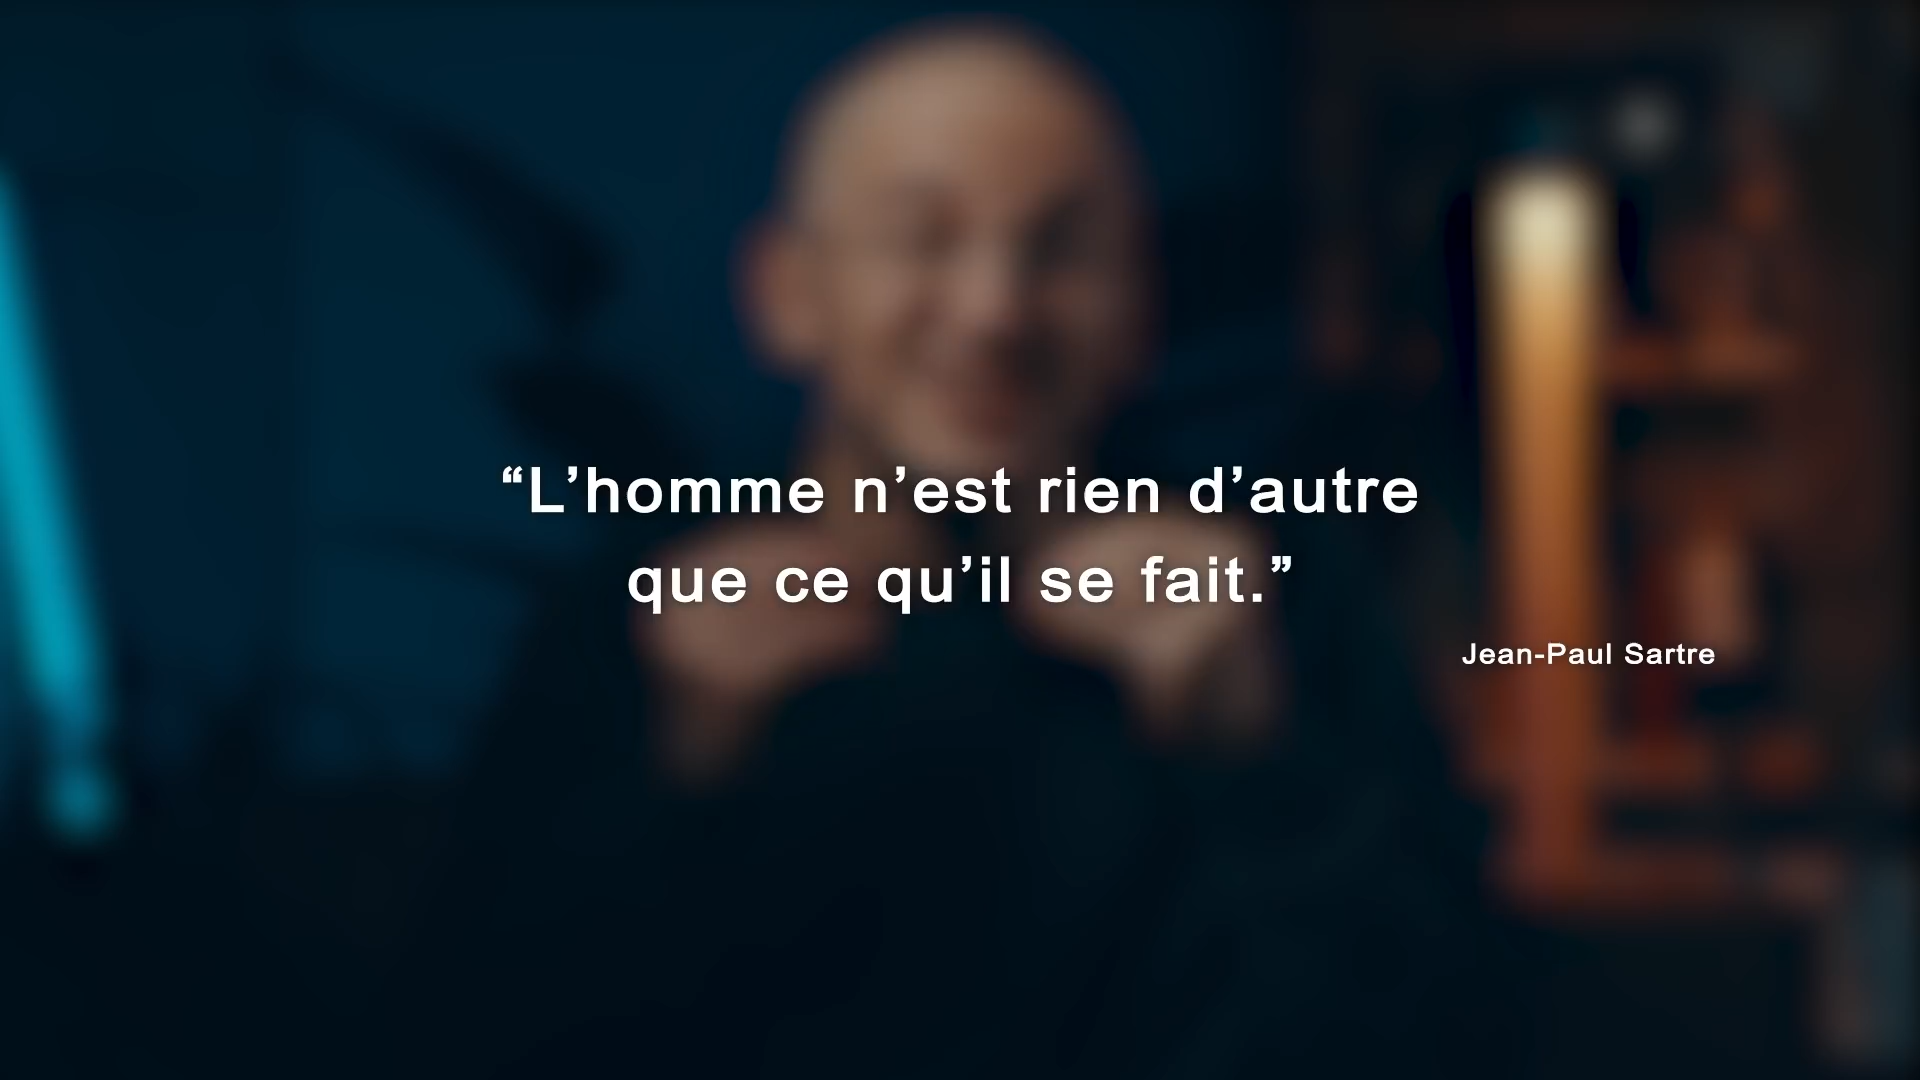 “L’homme n’est rien d’autre
que ce qu’il se fait.”
Jean-Paul Sartre